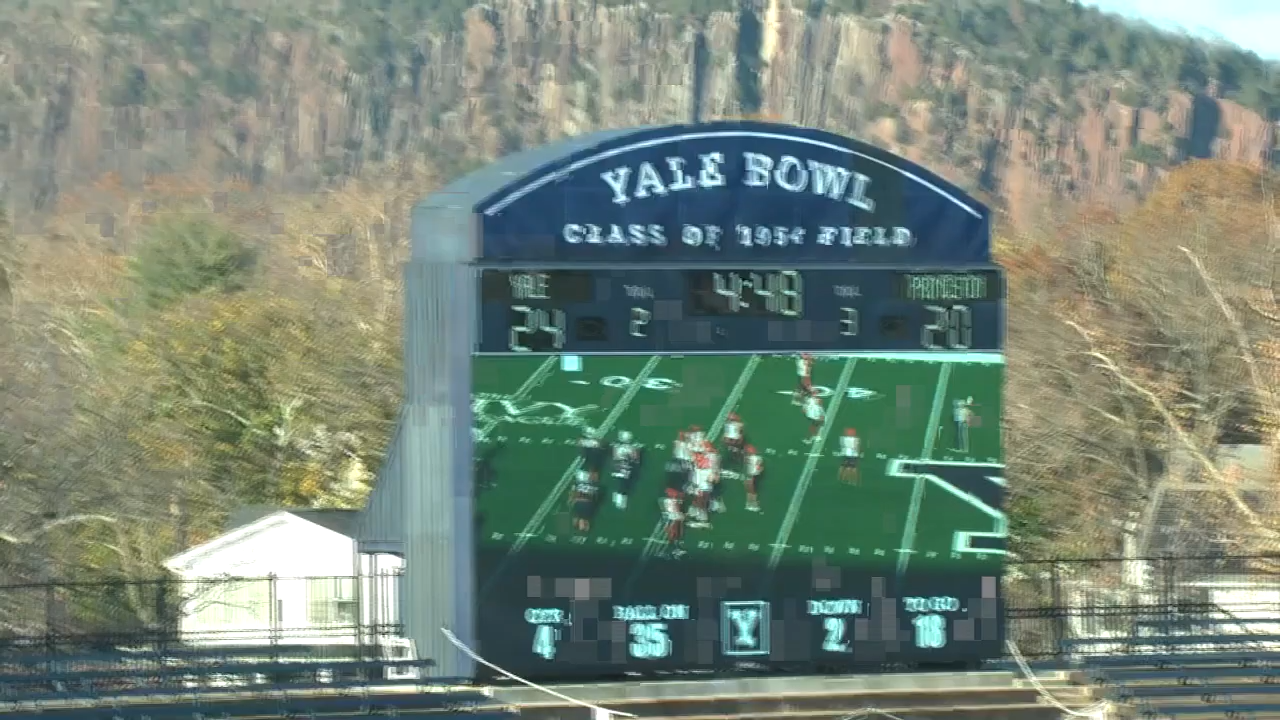 YALE BOWL
CLASS OF 1954 FIELD
YALE 4:48 PRINCETON
24 2 3 20
QTR BALL ON Y DOWN TO GO
4 35 2 18